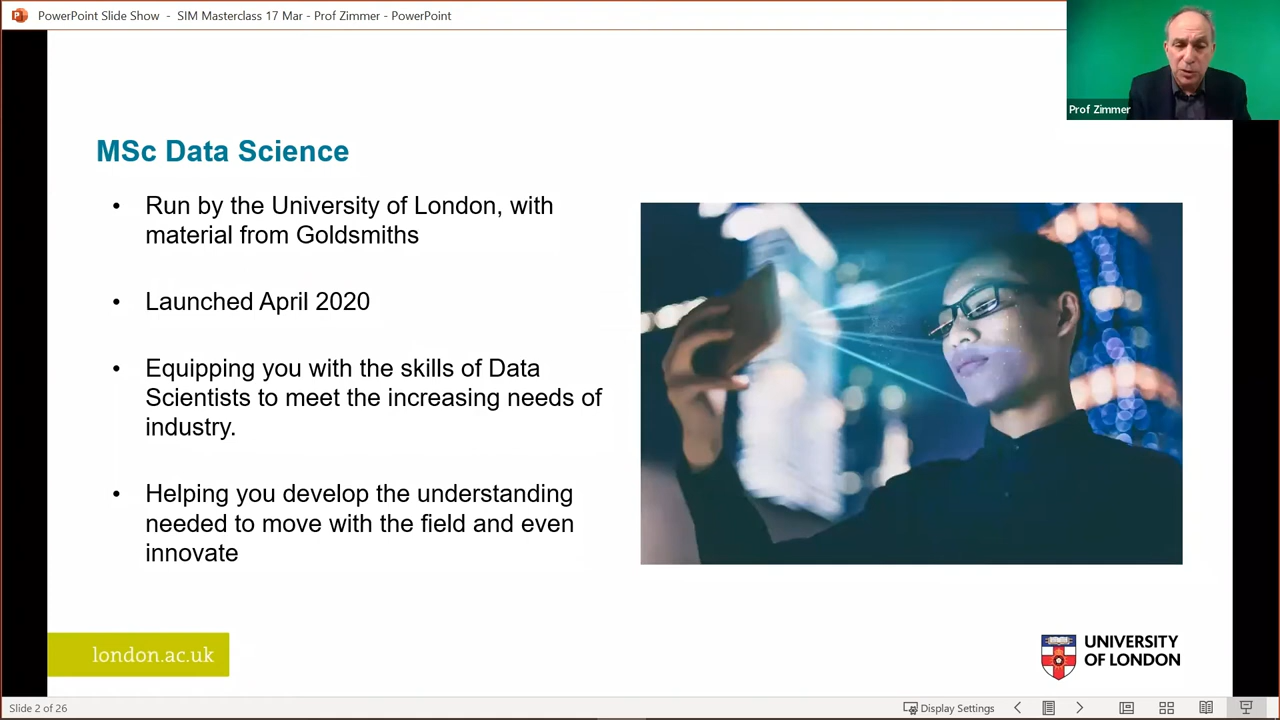 PowerPoint Slide Show - SIM Masterclass 17 Mar - Prof Zimmer - PowerPoint
Prof Zimmer
MSc Data Science
• Run by the University of London, with
material from Goldsmiths
• Launched April 2020
• Equipping you with the skills of Data
Scientists to meet the increasing needs of
industry.
• Helping you develop the understanding
needed to move with the field and even
innovate
london.ac.uk
UNIVERSITY
OF LONDON
Slide 2 of 26
Display Settings